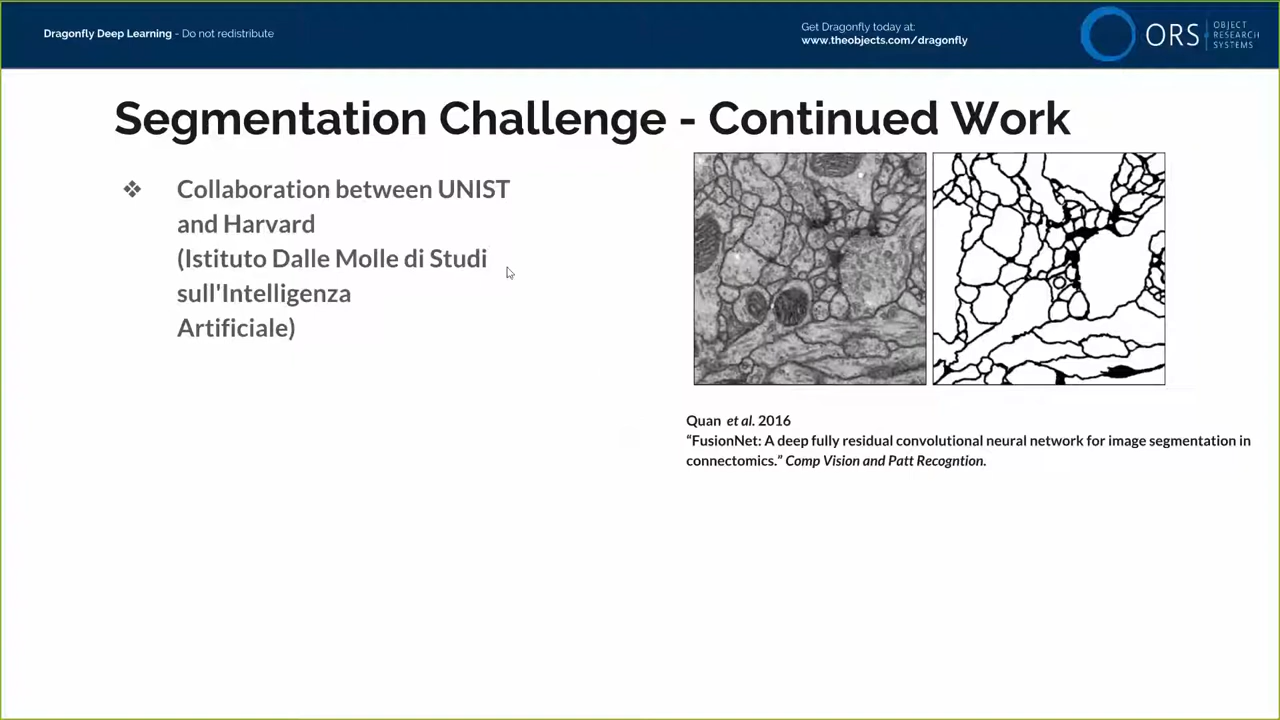 Dragonfly Deep Learning - Do not redistribute
Get Dragonfly today at:
www.theobjects.com/dragonfly
ORS
OBJECT
RESEARCH
SYSTEMS
Segmentation Challenge - Continued Work
❖ Collaboration between UNIST
and Harvard
(Istituto Dalle Molle di Studi
sull'Intelligenza
Artificiale)
Quan et al. 2016
“FusionNet: A deep fully residual convolutional neural network for image segmentation in
connectomics.” Comp Vision and Patt Recogntion.